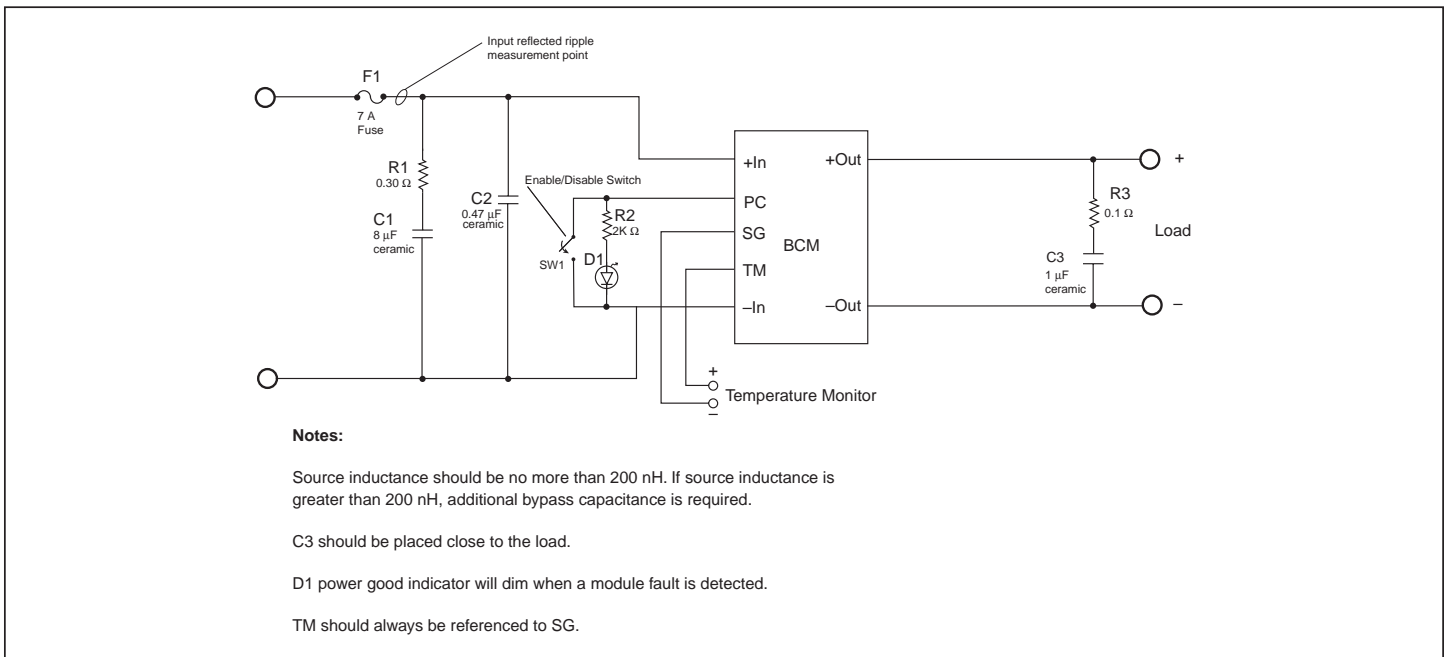 Input reflected ripple
measurement point
F1
7 A
Fuse
R1
0.30 Ω
C1
8 μF
ceramic
C2
0.47 μF
ceramic
Enable/Disable Switch
SW1
R2
2K Ω
D1
+In
PC
SG
TM
–In
BCM
+Out
–Out
R3
0.1 Ω
C3
1 μF
ceramic
+
Load
–
+
Temperature Monitor
–
Notes:
Source inductance should be no more than 200 nH. If source inductance is
greater than 200 nH, additional bypass capacitance is required.
C3 should be placed close to the load.
D1 power good indicator will dim when a module fault is detected.
TM should always be referenced to SG.